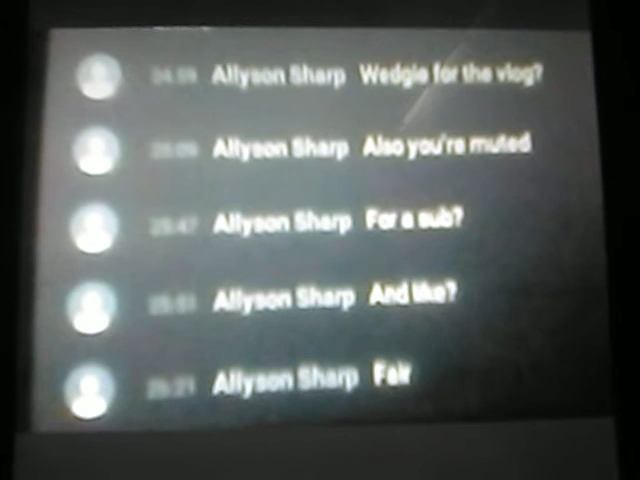 Allyson Sharp Wedgie for the vlog?
Allyson Sharp Also you're muted
Allyson Sharp For a sub?
Allyson Sharp And like?
Allyson Sharp Fair